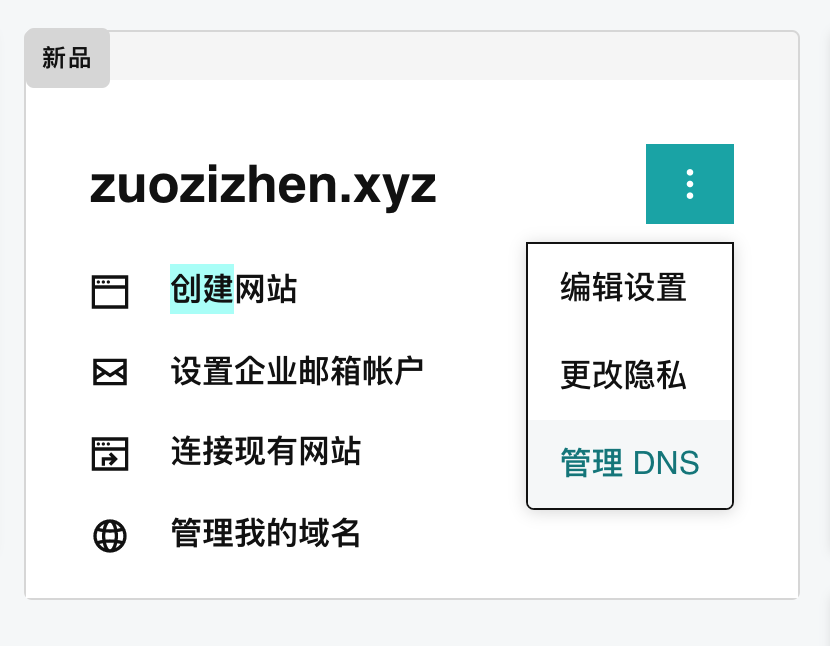 新品
zuozizhen.xyz
创建网站
设置企业邮箱帐户
连接现有网站
管理我的域名
编辑设置
更改隐私
管理 DNS